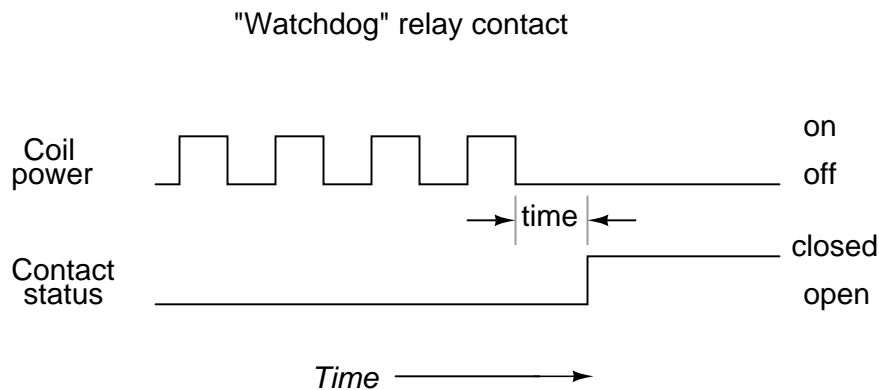 "Watchdog" relay contact
Coil
power
on
off
time
Contact
status
closed
open
Time